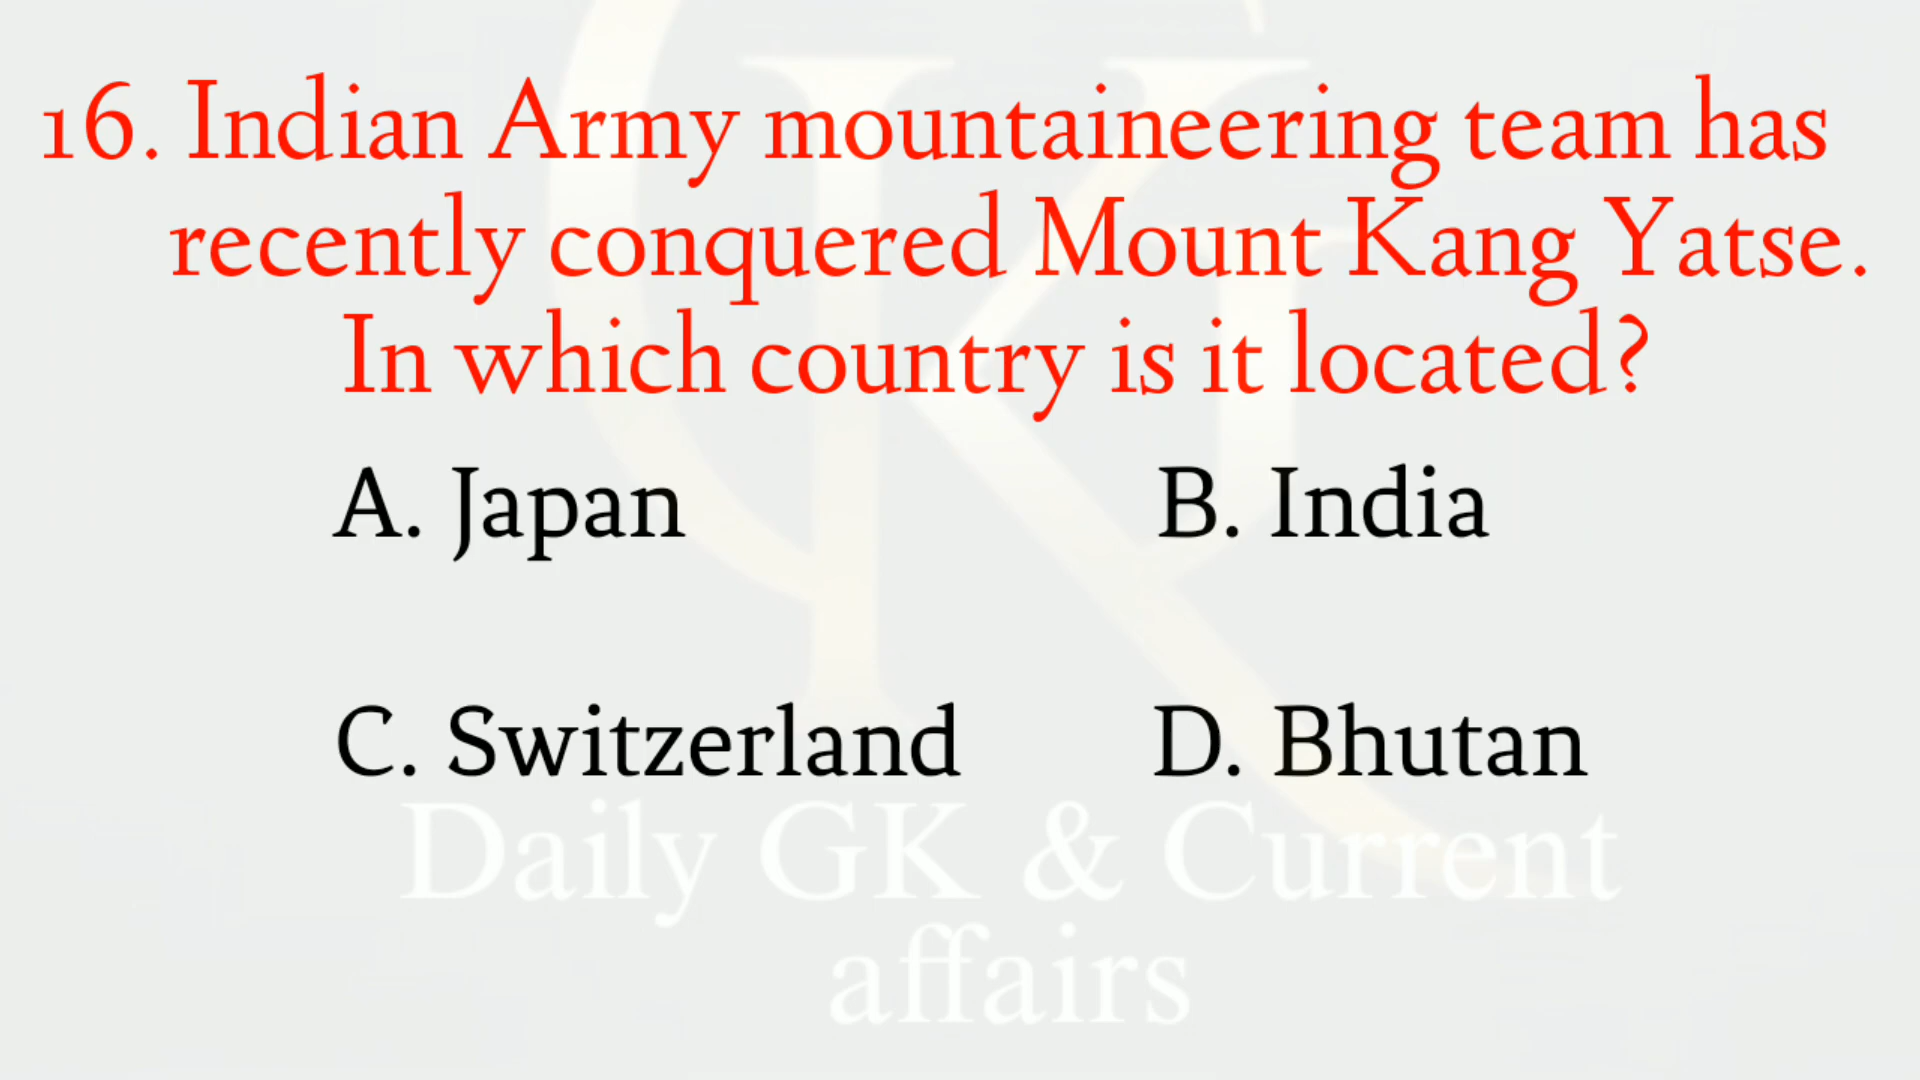 16. Indian Army mountaineering team has
recently conquered Mount Kang Yatse.
In which country is it located?
A. Japan B. India
C. Switzerland D. Bhutan
Daily GK & Current
affairs